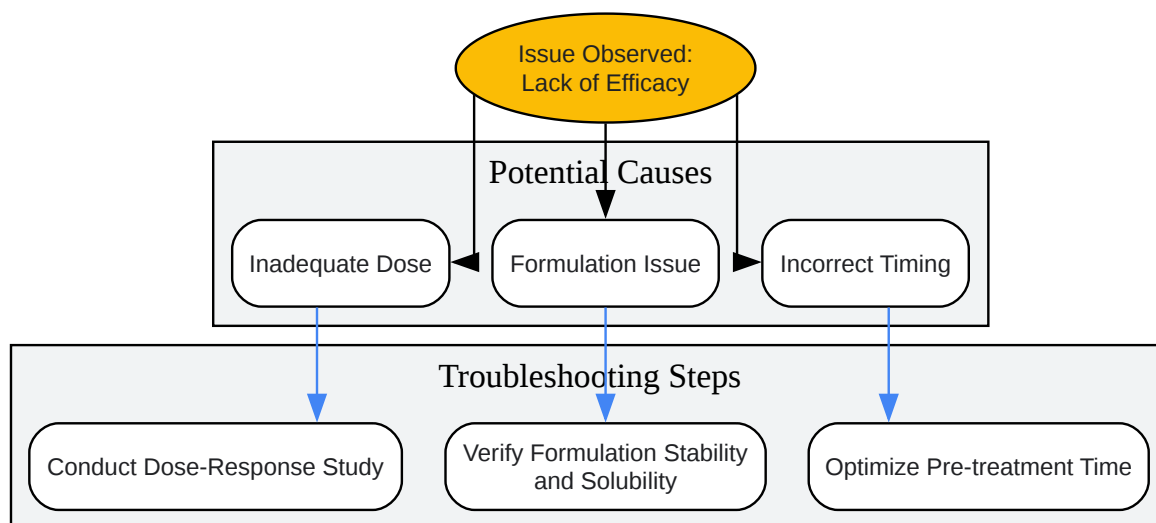 Issue Observed:
Lack of Efficacy
Potential Causes
Inadequate Dose
Formulation Issue
Incorrect Timing
Troubleshooting Steps
Conduct Dose-Response Study
Verify Formulation Stability
and Solubility
Optimize Pre-treatment Time